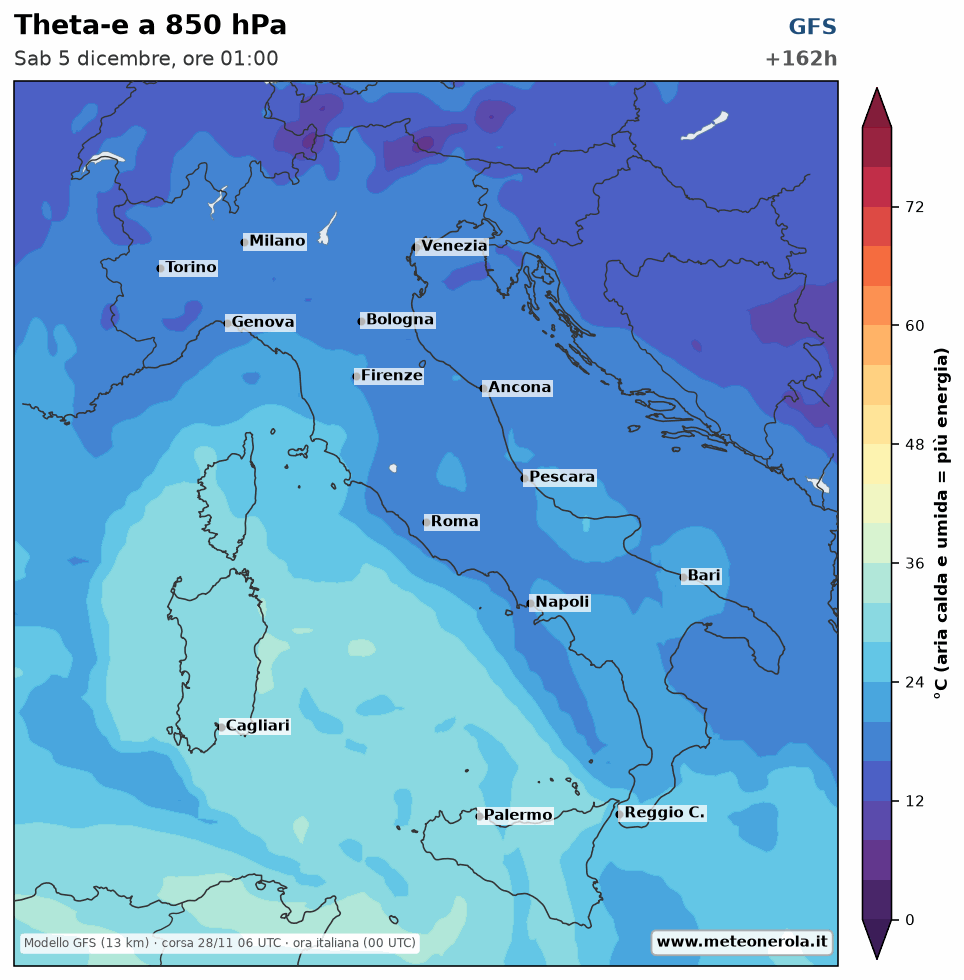 Theta-e a 850 hPa
GFS
Sab 5 dicembre, ore 01:00
+162h
Milano
Venezia
Torino
Genova
Bologna
Firenze
Ancona
Pescara
Roma
Bari
Napoli
Cagliari
Palermo
Reggio C.
72
60
48
36
24
12
0
°C (aria calda e umida = più energia)
Modello GFS (13 km) · corsa 28/11 06 UTC · ora italiana (00 UTC)
www.meteonerola.it